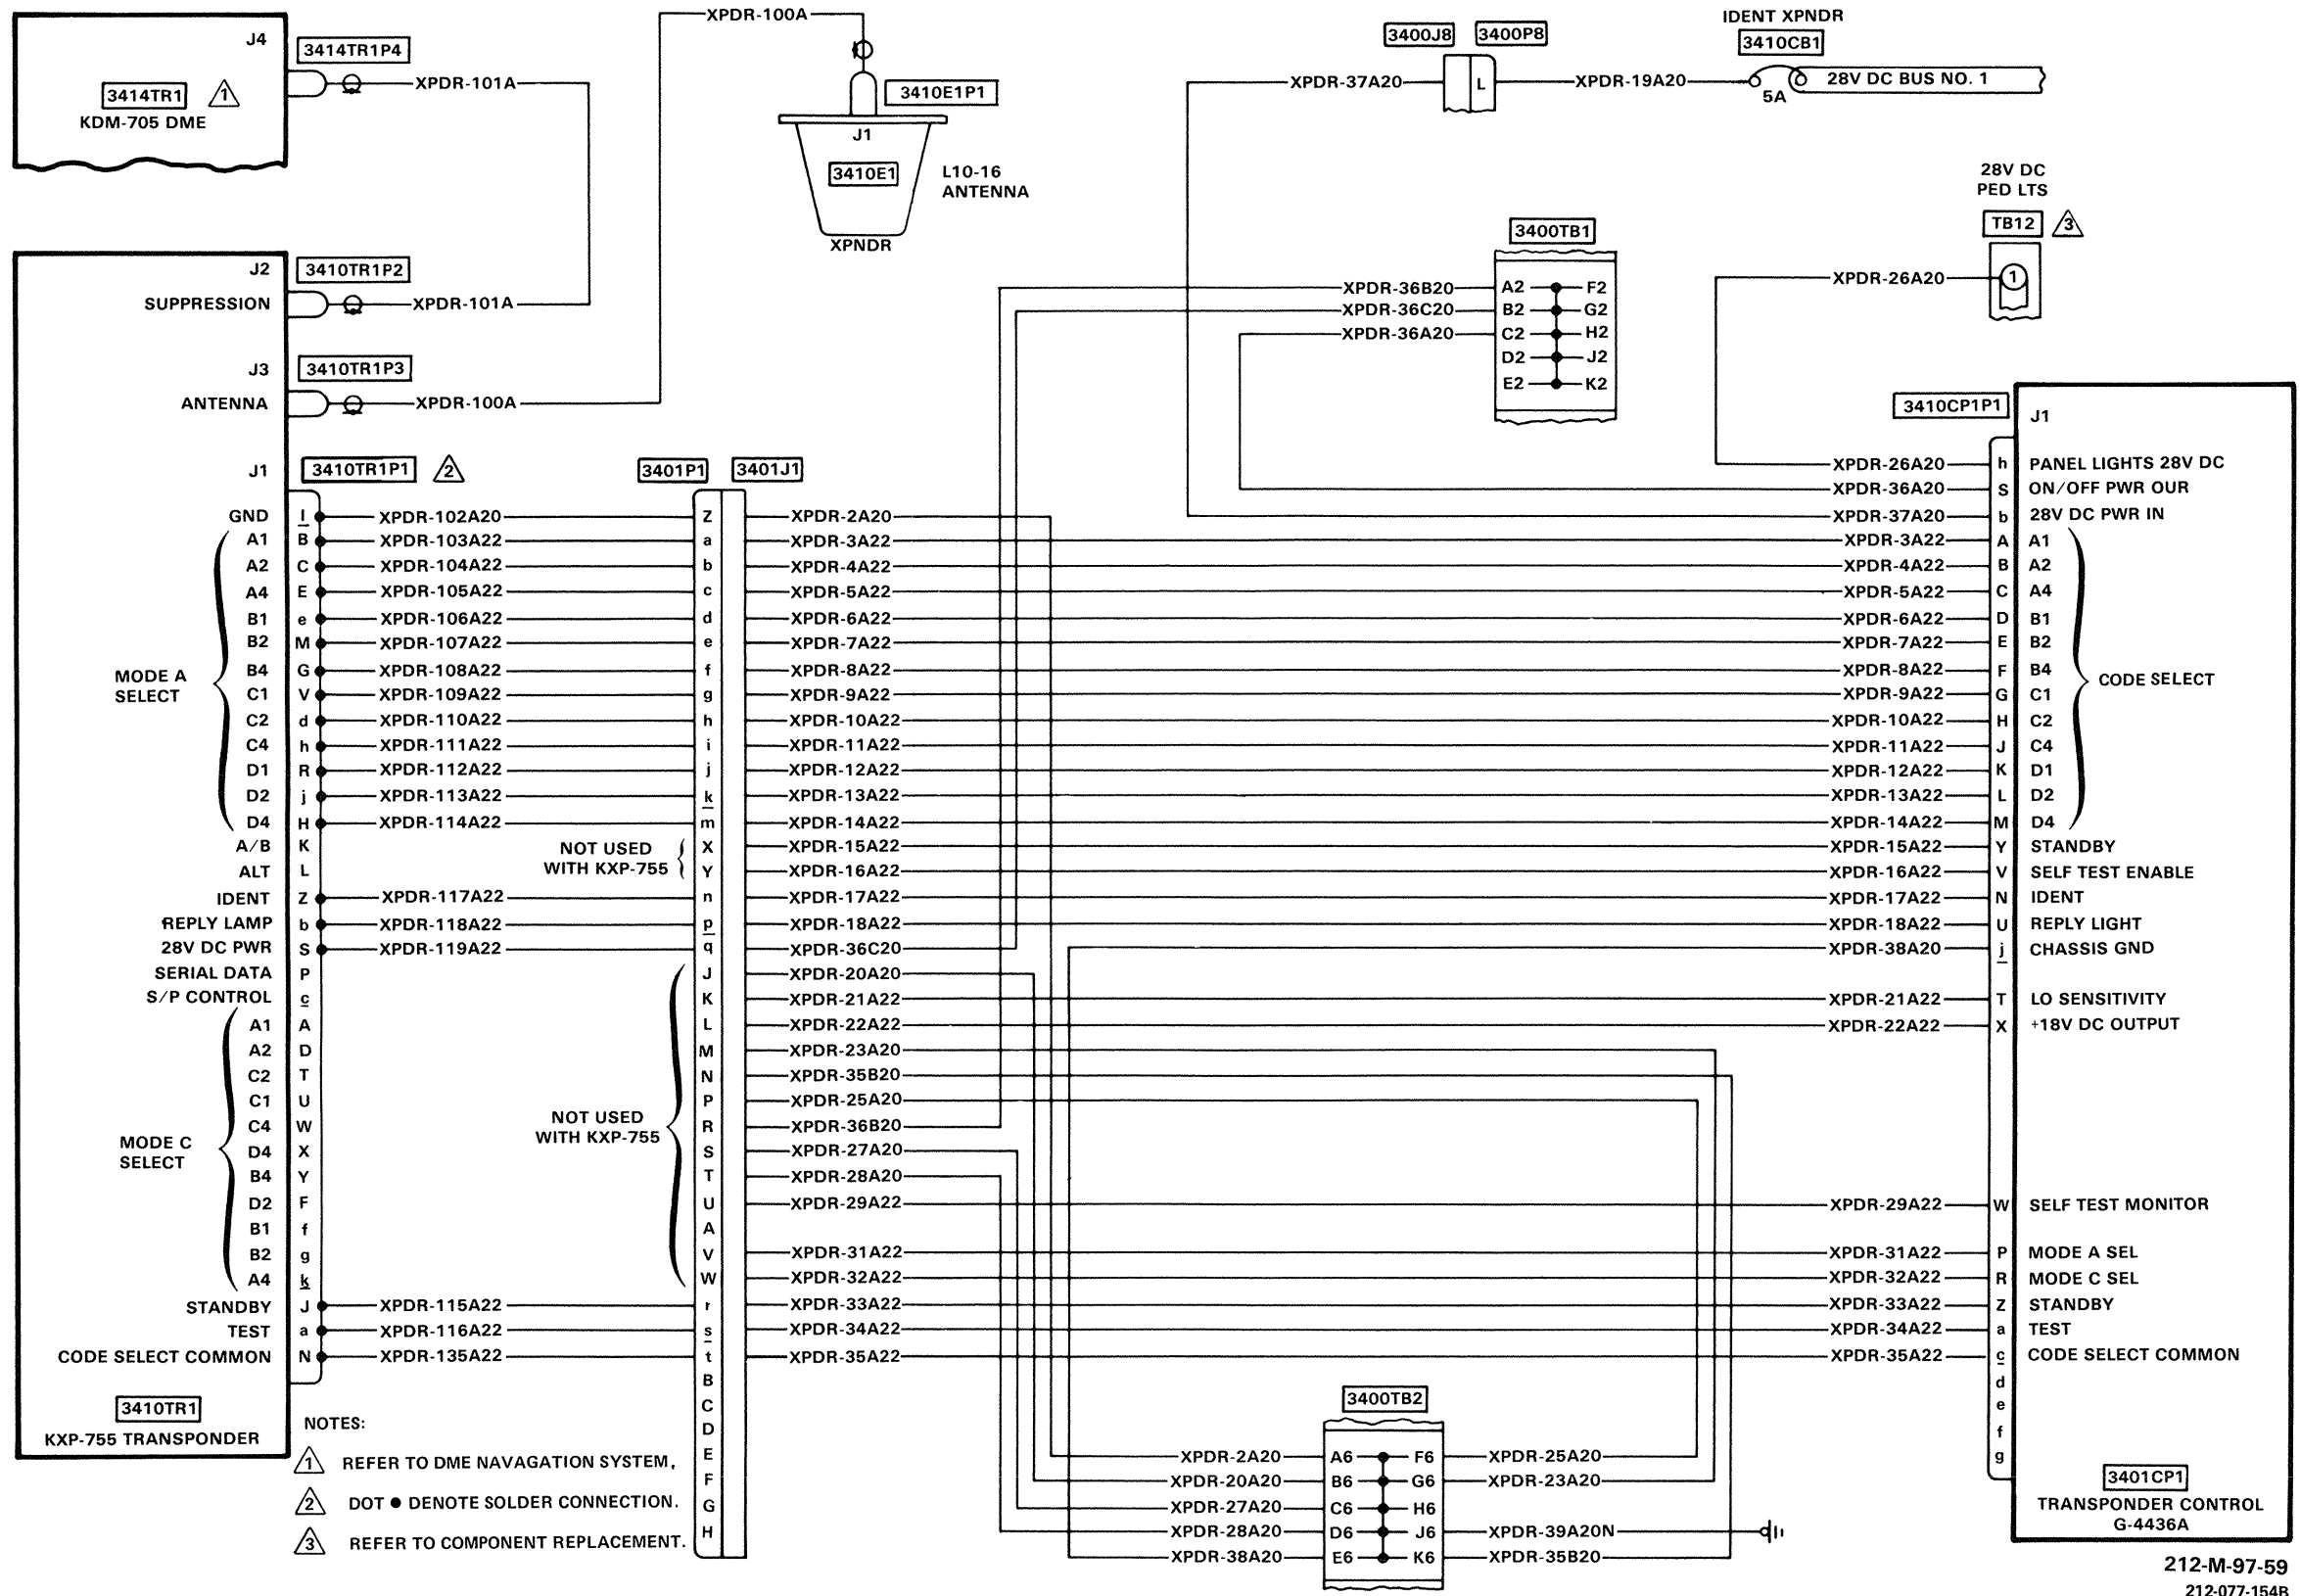 XPDR-100A
IDENT XPNDR
J4
3414TR1P4
3400J8
3400P8
3410CB1
XPDR-101A
3414TR1
1
KDM-705 DME
3410E1P1
J1
3410E1
L10-16
ANTENNA
XPNDR
XPDR-37A20
L
XPDR-19A20
5A
28V DC BUS NO. 1
28V DC
PED LTS
TB12
3
1
XPDR-26A20
3400TB1
XPDR-36B20 A2 F2
XPDR-36C20 B2 G2
XPDR-36A20 C2 H2
D2 J2
E2 K2
J2
3410TR1P2
SUPPRESSION
XPDR-101A
J3
3410TR1P3
ANTENNA
XPDR-100A
3410CP1P1
J1
J1
3410TR1P1
2
3401P1
3401J1
XPDR-26A20 h PANEL LIGHTS 28V DC
XPDR-36A20 S ON/OFF PWR OUR
XPDR-37A20 b 28V DC PWR IN
GND l XPDR-102A20 Z XPDR-2A20
A1 B XPDR-103A22 a XPDR-3A22 XPDR-3A22 A A1
A2 C XPDR-104A22 b XPDR-4A22 XPDR-4A22 B A2
A4 E XPDR-105A22 c XPDR-5A22 XPDR-5A22 C A4
B1 e XPDR-106A22 d XPDR-6A22 XPDR-6A22 D B1
B2 M XPDR-107A22 e XPDR-7A22 XPDR-7A22 E B2
B4 G XPDR-108A22 f XPDR-8A22 XPDR-8A22 F B4
MODE A
SELECT
CODE SELECT
C1 V XPDR-109A22 g XPDR-9A22 XPDR-9A22 G C1
C2 d XPDR-110A22 h XPDR-10A22 XPDR-10A22 H C2
C4 h XPDR-111A22 i XPDR-11A22 XPDR-11A22 J C4
D1 R XPDR-112A22 j XPDR-12A22 XPDR-12A22 K D1
D2 j XPDR-113A22 k XPDR-13A22 XPDR-13A22 L D2
D4 H XPDR-114A22 m XPDR-14A22 XPDR-14A22 M D4
NOT USED
WITH KXP-755
A/B K X XPDR-15A22 XPDR-15A22 Y STANDBY
ALT L Y XPDR-16A22 XPDR-16A22 V SELF TEST ENABLE
IDENT Z XPDR-117A22 n XPDR-17A22 XPDR-17A22 N IDENT
REPLY LAMP b XPDR-118A22 p XPDR-18A22 XPDR-18A22 U REPLY LIGHT
28V DC PWR S XPDR-119A22 q XPDR-36C20 XPDR-38A20 j CHASSIS GND
SERIAL DATA P J XPDR-20A20
S/P CONTROL c K XPDR-21A22 XPDR-21A22 T LO SENSITIVITY
A1 A L XPDR-22A22 XPDR-22A22 X +18V DC OUTPUT
A2 D M XPDR-23A20
C2 T N XPDR-35B20
C1 U P XPDR-25A20
NOT USED
WITH KXP-755
C4 W R XPDR-36B20
MODE C
SELECT
D4 X S XPDR-27A20
B4 Y T XPDR-28A20
D2 F U XPDR-29A22 XPDR-29A22 W SELF TEST MONITOR
B1 f A
B2 g V XPDR-31A22 XPDR-31A22 P MODE A SEL
A4 k W XPDR-32A22 XPDR-32A22 R MODE C SEL
STANDBY J XPDR-115A22 r XPDR-33A22 XPDR-33A22 Z STANDBY
TEST a XPDR-116A22 s XPDR-34A22 XPDR-34A22 a TEST
CODE SELECT COMMON N XPDR-135A22 t XPDR-35A22 XPDR-35A22 c CODE SELECT COMMON
B
C
D
E
F
G
H
d
e
f
g
3410TR1
KXP-755 TRANSPONDER
3400TB2
XPDR-2A20 A6 F6 XPDR-25A20
XPDR-20A20 B6 G6 XPDR-23A20
XPDR-27A20 C6 H6
XPDR-28A20 D6 J6 XPDR-39A20N
XPDR-38A20 E6 K6 XPDR-35B20
3401CP1
TRANSPONDER CONTROL
G-4436A
NOTES:
1 REFER TO DME NAVAGATION SYSTEM,
2 DOT ● DENOTE SOLDER CONNECTION.
3 REFER TO COMPONENT REPLACEMENT.
212-M-97-59
212-077-154B